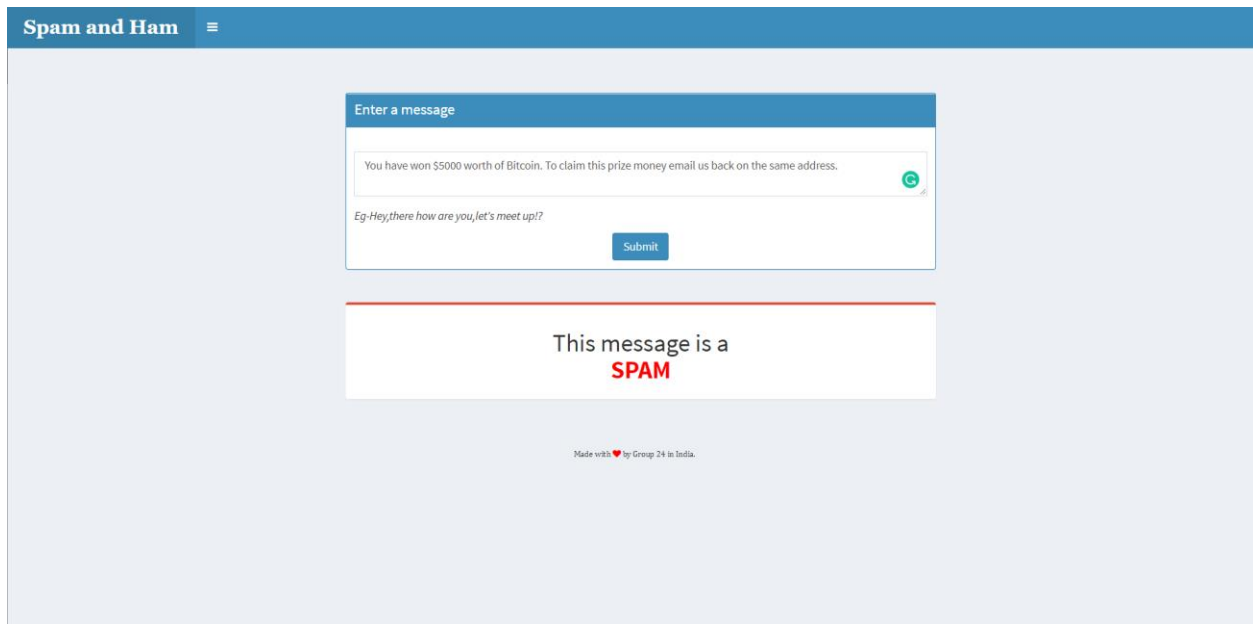 Spam and Ham
Enter a message
You have won $5000 worth of Bitcoin. To claim this prize money email us back on the same address.
Eg-Hey,there how are you,let's meet up!?
Submit
This message is a
SPAM
Made with ❤ by Group 24 in India.